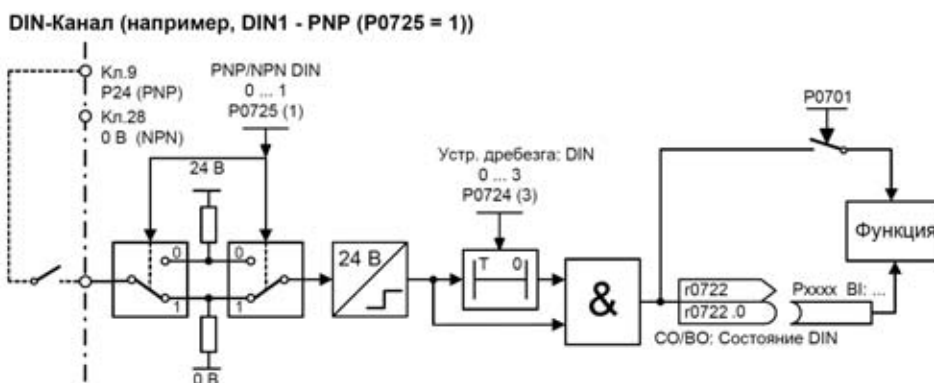 DIN-Канал (например, DIN1 - PNP (P0725 = 1))
Кл.9
P24 (PNP)
Кл.28
0 В (NPN)
PNP/NPN DIN
0 ... 1
P0725 (1)
24 В
0
0
1
1
0 В
24 В
Устр. дребезга: DIN
0 ... 3
P0724 (3)
T
0
&
P0701
Функция
r0722
r0722 .0
Pxxxx BI: ...
CO/BO: Состояние DIN